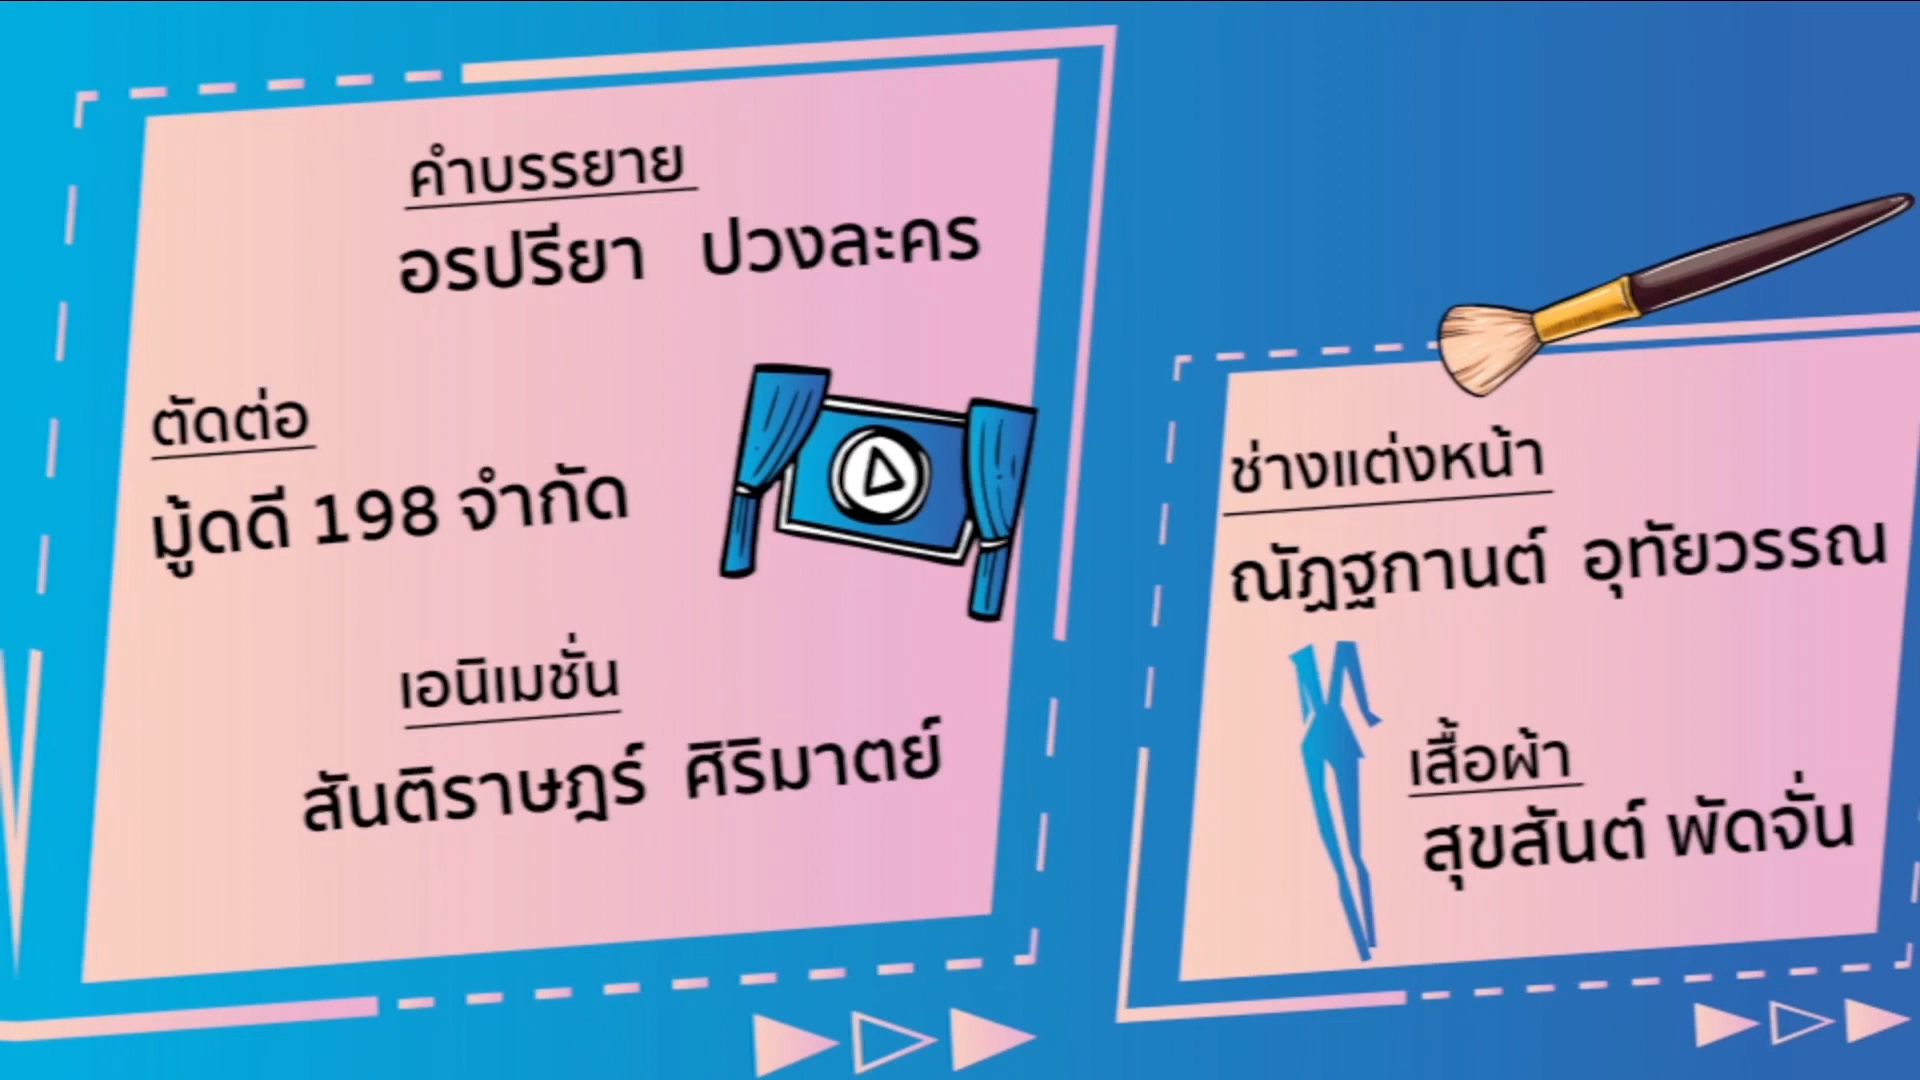 คำบรรยาย
อรปรียา ปวงละคร
ตัดต่อ
มู้ดดี 198 จำกัด
เอนิเมชั่น
สันติราษฎร์ ศิริมาตย์
ช่างแต่งหน้า
ณัฏฐกานต์ อุทัยวรรณ
เสื้อผ้า
สุขสันต์ พัดจั่น